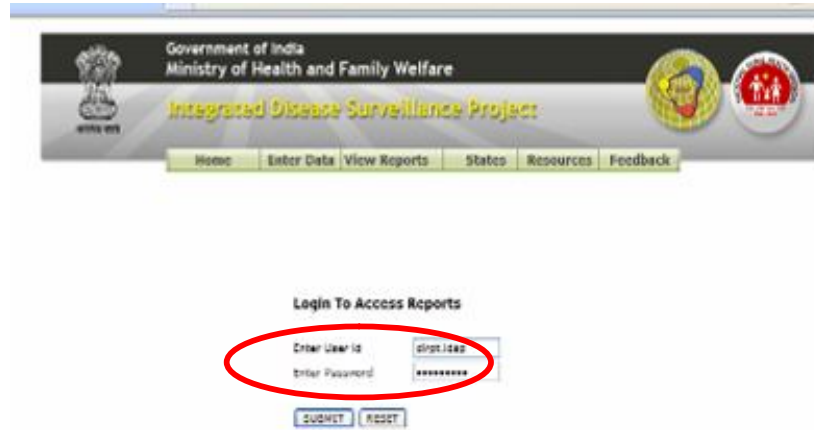 Government of India
Ministry of Health and Family Welfare
Integrated Disease Surveillance Project
Home Enter Data View Reports States Resources Feedback
Login To Access Reports
Enter User Id
Enter Password •••••••••
SUBMIT RESET